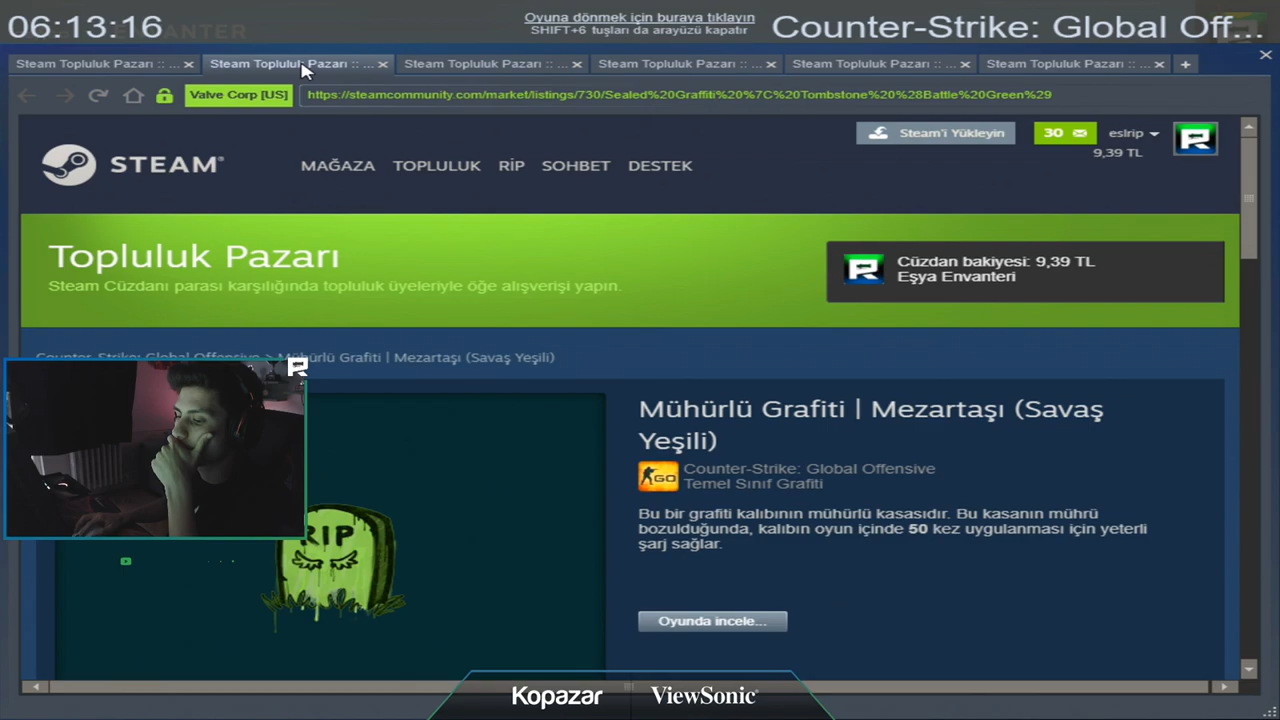 06:13:16
Oyuna dönmek için buraya tıklayın
SHIFT+6 tuşları da arayüzü kapatır
Counter-Strike: Global Off...
Steam Topluluk Pazarı :: ...
Steam Topluluk Pazarı :: ...
Steam Topluluk Pazarı :: ...
Steam Topluluk Pazarı :: ...
Steam Topluluk Pazarı :: ...
Steam Topluluk Pazarı :: ...
Valve Corp [US]
https://steamcommunity.com/market/listings/730/Sealed%20Graffiti%20%7C%20Tombstone%20%28Battle%20Green%29
Steam'i Yükleyin
30
eslrip
9,39 TL
STEAM®
MAĞAZA TOPLULUK RİP SOHBET DESTEK
Topluluk Pazarı
Steam Cüzdanı parası karşılığında topluluk üyeleriyle öğe alışverişi yapın.
Cüzdan bakiyesi: 9,39 TL
Eşya Envanteri
Counter-Strike: Global Offensive > Mühürlü Grafiti | Mezartaşı (Savaş Yeşili)
Mühürlü Grafiti | Mezartaşı (Savaş
Yeşili)
GO
Counter-Strike: Global Offensive
Temel Sınıf Grafiti
Bu bir grafiti kalıbının mühürlü kasasıdır. Bu kasanın mührü
bozulduğunda, kalıbın oyun içinde 50 kez uygulanması için yeterli
şarj sağlar.
RIP
Oyunda incele...
Kopazar
ViewSonic